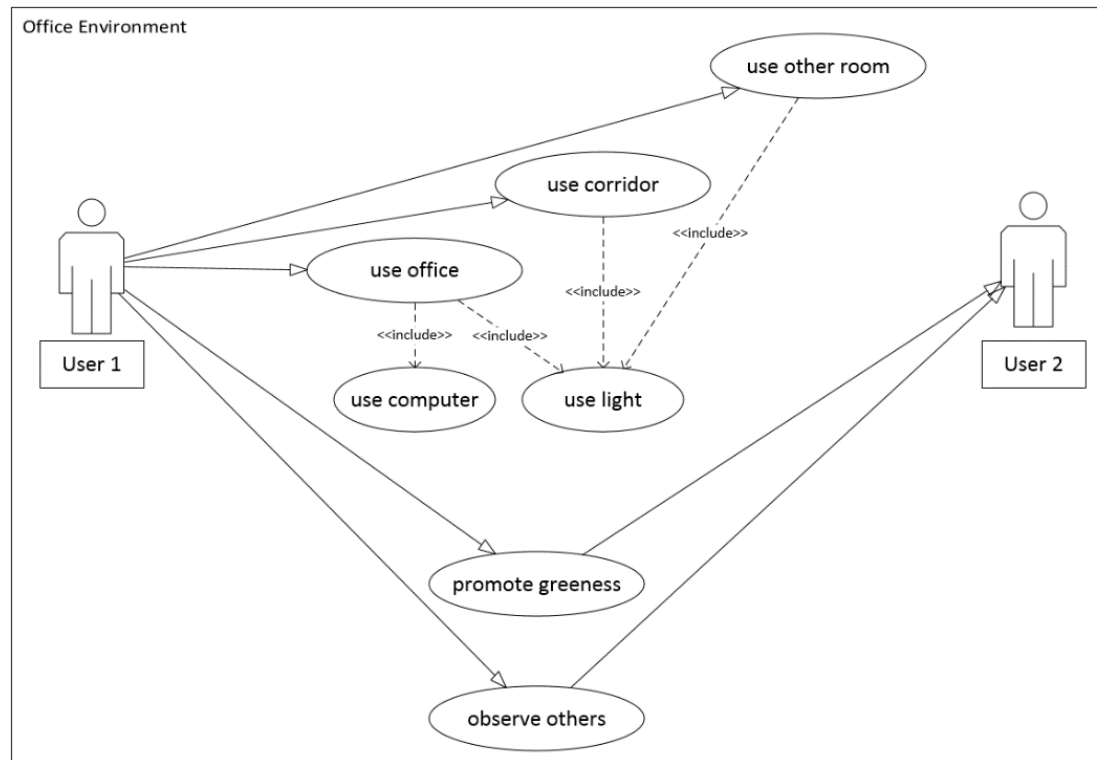 Office Environment
use other room
use corridor
<<include>>
use office
<<include>>
<<include>>
<<include>>
User 1
User 2
use computer
use light
promote greeness
observe others